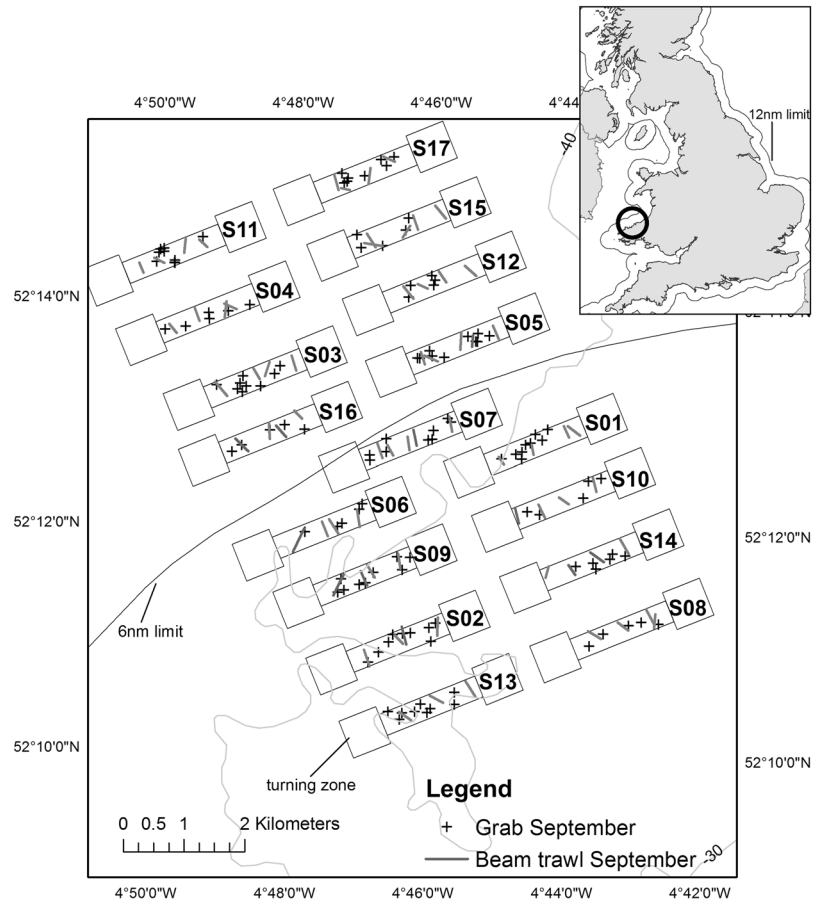 12nm limit
4°50'0"W 4°48'0"W 4°46'0"W 4°44
-40
S17
S15
S11
S12
S04
52°14'0"N
S05
S03
S16
S07
S01
S10
S06
52°12'0"N
52°12'0"N
S14
S09
S08
S02
6nm limit
S13
52°10'0"N
52°10'0"N
turning zone
Legend
0 0.5 1 2 Kilometers
Grab September
Beam trawl September
-30
4°50'0"W 4°48'0"W 4°46'0"W 4°44'0"W 4°42'0"W